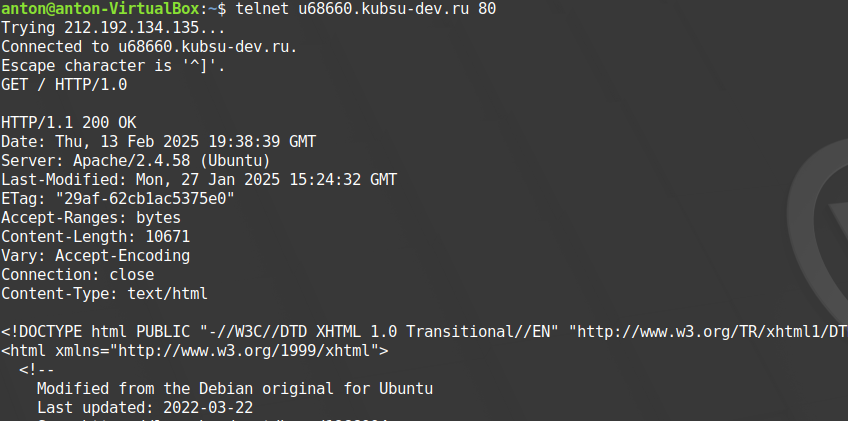 anton@anton-VirtualBox:~$ telnet u68660.kubsu-dev.ru 80
Trying 212.192.134.135...
Connected to u68660.kubsu-dev.ru.
Escape character is '^]'.
GET / HTTP/1.0
HTTP/1.1 200 OK
Date: Thu, 13 Feb 2025 19:38:39 GMT
Server: Apache/2.4.58 (Ubuntu)
Last-Modified: Mon, 27 Jan 2025 15:24:32 GMT
ETag: "29af-62cb1ac5375e0"
Accept-Ranges: bytes
Content-Length: 10671
Vary: Accept-Encoding
Connection: close
Content-Type: text/html
<!DOCTYPE html PUBLIC "-//W3C//DTD XHTML 1.0 Transitional//EN" "http://www.w3.org/TR/xhtml1/DT
<html xmlns="http://www.w3.org/1999/xhtml">
<!--
Modified from the Debian original for Ubuntu
Last updated: 2022-03-22